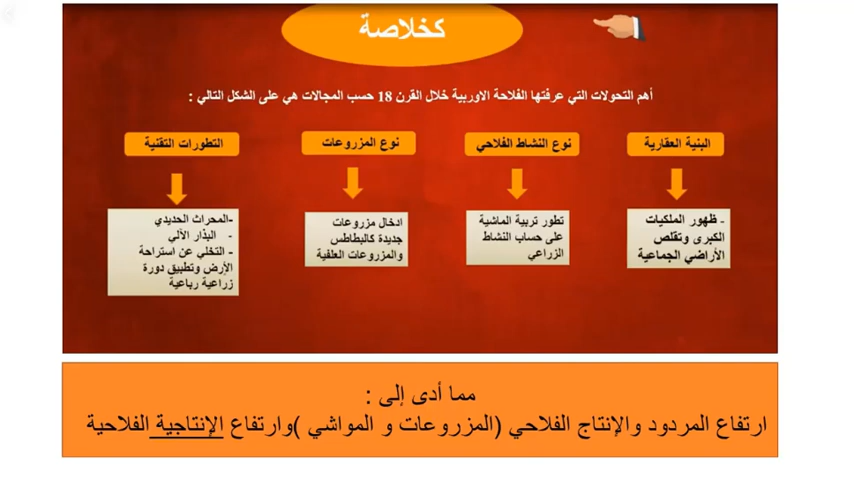 كخلاصة
أهم التحولات التي عرفتها الفلاحة الاوربية خلال القرن 18 حسب المجالات هي على الشكل التالي :
البنية العقارية
نوع النشاط الفلاحي
نوع المزروعات
التطورات التقنية
- ظهور الملكيات
الكبرى وتقلص
الأراضي الجماعية
تطور تربية الماشية
على حساب النشاط
الزراعي
ادخال مزروعات
جديدة كالبطاطس
والمزروعات العلفية
-المحراث الحديدي
- البذار الآلي
- التخلي عن استراحة
الأرض وتطبيق دورة
زراعية رباعية
مما أدى إلى :
ارتفاع المردود والإنتاج الفلاحي (المزروعات و المواشي )وارتفاع الإنتاجية الفلاحية